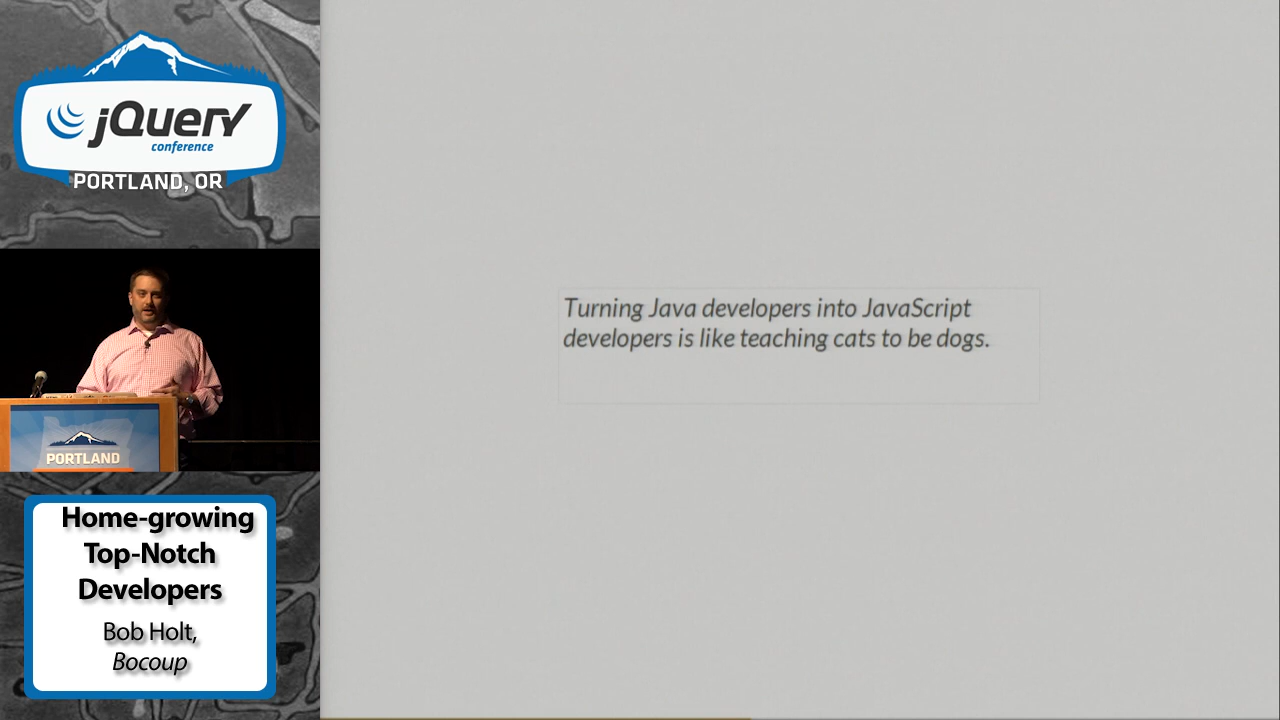 jQuery
conference
PORTLAND, OR
PORTLAND
Home-growing
Top-Notch
Developers
Bob Holt,
Bocoup
Turning Java developers into JavaScript
developers is like teaching cats to be dogs.